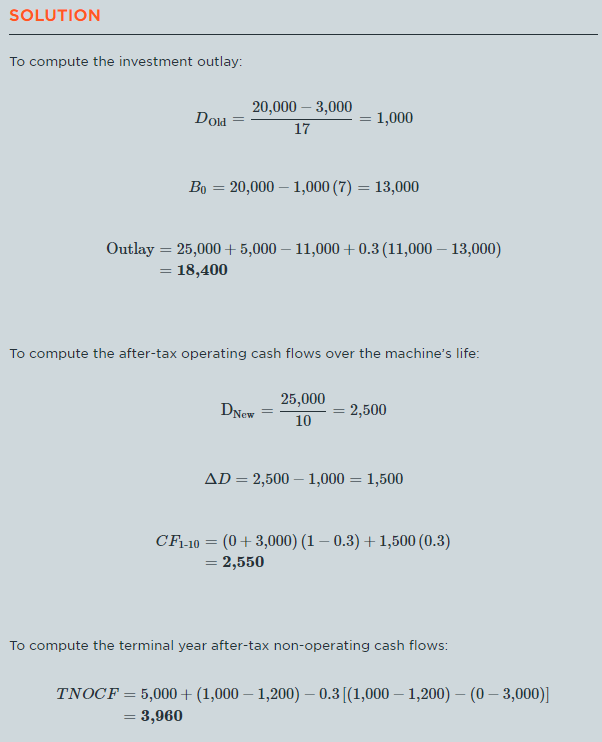 SOLUTION
To compute the investment outlay:
D_Old = (20,000 − 3,000) / 17 = 1,000
B_0 = 20,000 − 1,000 (7) = 13,000
Outlay = 25,000 + 5,000 − 11,000 + 0.3 (11,000 − 13,000)
= 18,400
To compute the after-tax operating cash flows over the machine's life:
D_New = 25,000 / 10 = 2,500
ΔD = 2,500 − 1,000 = 1,500
CF_1-10 = (0 + 3,000) (1 − 0.3) + 1,500 (0.3)
= 2,550
To compute the terminal year after-tax non-operating cash flows:
TNOCF = 5,000 + (1,000 − 1,200) − 0.3 [(1,000 − 1,200) − (0 − 3,000)]
= 3,960